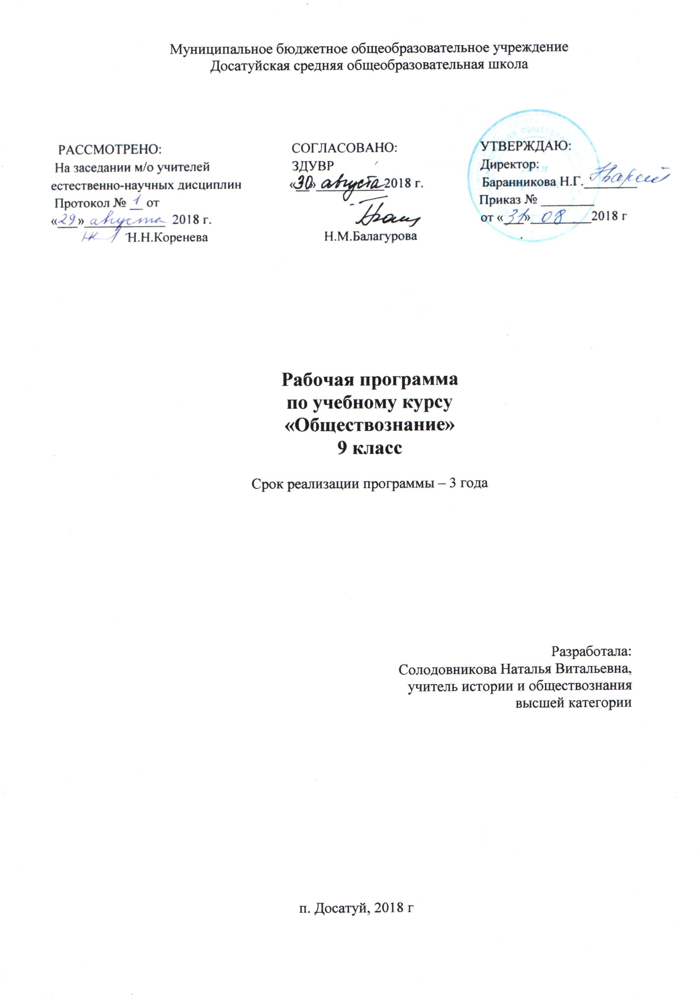 Муниципальное бюджетное общеобразовательное учреждение
Досатуйская средняя общеобразовательная школа
РАССМОТРЕНО:
На заседании м/о учителей
естественно-научных дисциплин
Протокол № 1 от
«29» августа 2018 г.
Н.Н.Коренева
СОГЛАСОВАНО:
ЗДУВР
«30» августа 2018 г.
Н.М.Балагурова
УТВЕРЖДАЮ:
Директор:
Баранникова Н.Г.
Приказ № ________
от «31» 08 2018 г
Рабочая программа
по учебному курсу
«Обществознание»
9 класс
Срок реализации программы – 3 года
Разработала:
Солодовникова Наталья Витальевна,
учитель истории и обществознания
высшей категории
п. Досатуй, 2018 г